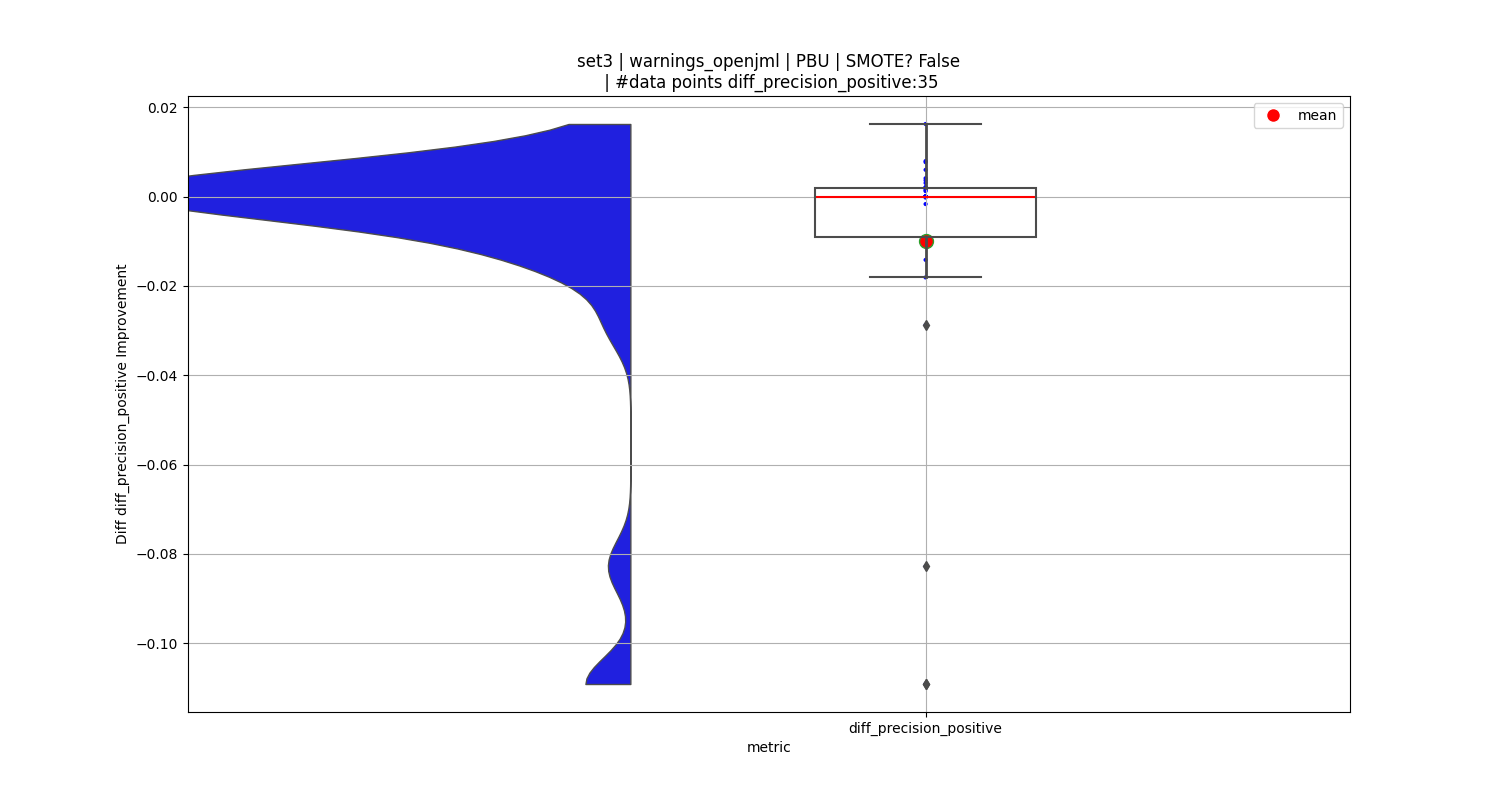 set3 | warnings_openjml | PBU | SMOTE? False
| #data points diff_precision_positive:35
mean
0.02
0.00
−0.02
−0.04
−0.06
−0.08
−0.10
Diff diff_precision_positive Improvement
diff_precision_positive
metric